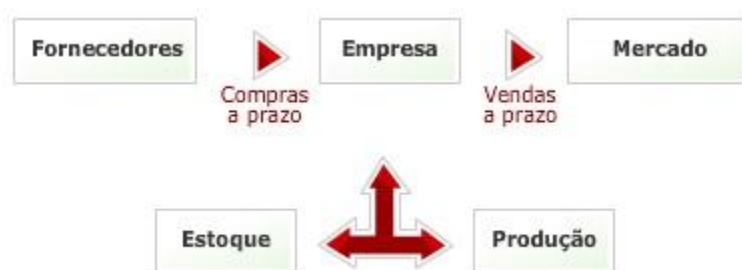 Fornecedores
Empresa
Mercado
Compras
a prazo
Vendas
a prazo
Estoque
Produção